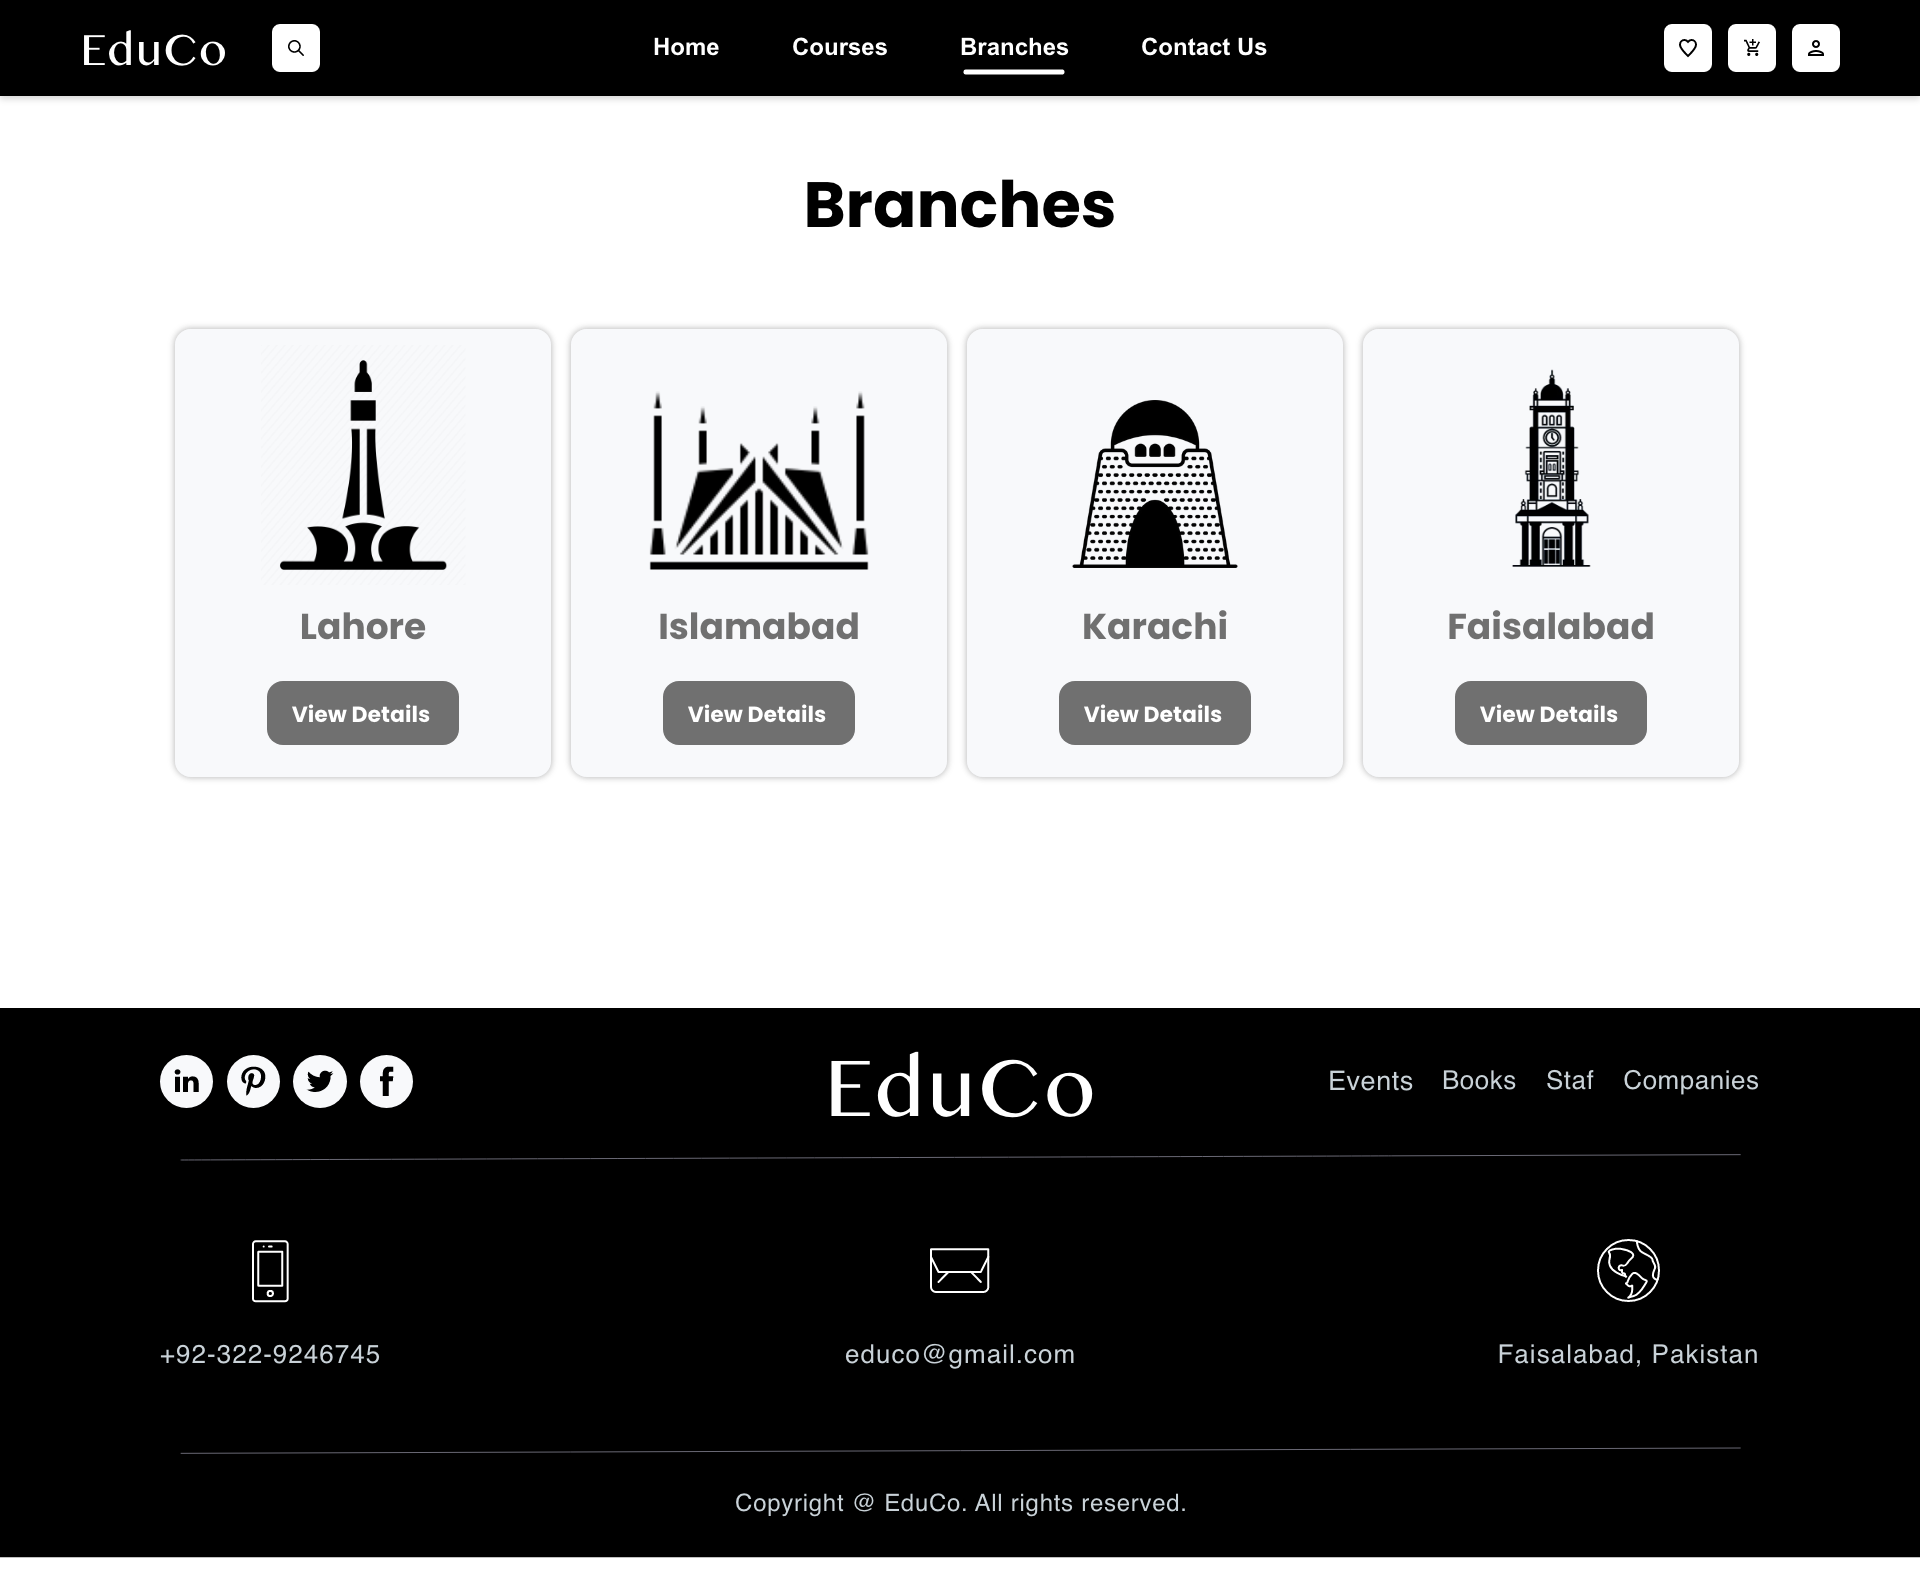 EduCo
Home Courses Branches Contact Us
Branches
Lahore Islamabad Karachi Faisalabad
View Details View Details View Details View Details
in
EduCo
Events Books Staf Companies
+92-322-9246745 educo@gmail.com Faisalabad, Pakistan
Copyright @ EduCo. All rights reserved.